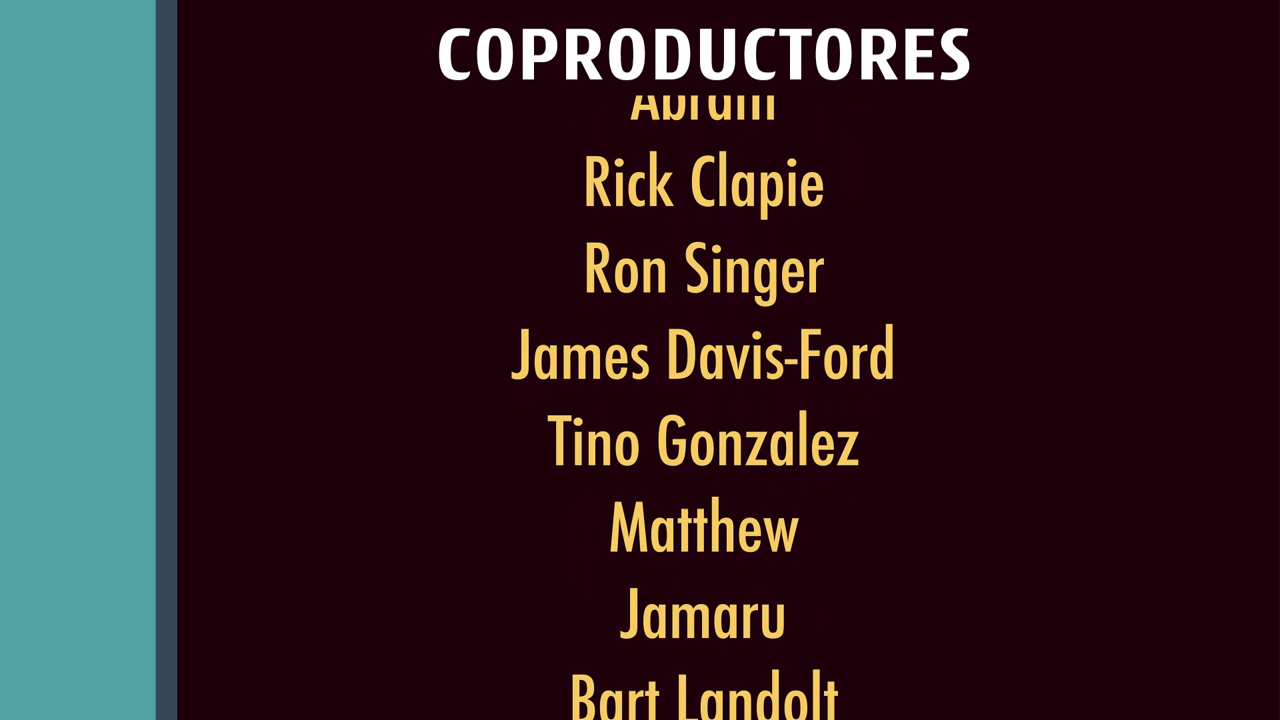 COPRODUCTORES
Rick Clapie
Ron Singer
James Davis-Ford
Tino Gonzalez
Matthew
Jamaru
Bart Landolt